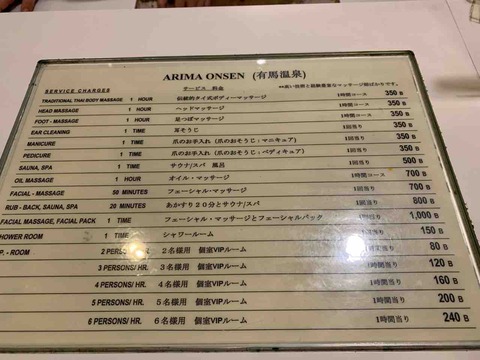 ARIMA ONSEN (有馬温泉)
SERVICE CHARGES サービス 料金
TRADITIONAL THAI BODY MASSAGE 1 HOUR 伝統的タイ式ボディーマッサージ 1時間コース 350 B
HEAD MASSAGE 1 HOUR ヘッドマッサージ 1時間コース 350 B
FOOT - MASSAGE 1 HOUR 足つぼマッサージ 1時間コース 350 B
EAR CLEANING 1 TIME 耳そうじ 1回当り 350 B
MANICURE 1 TIME 爪のお手入れ (爪のおそうじ・マニキュア) 1回当り 350 B
PEDICURE 1 TIME 爪のお手入れ (爪のおそうじ・ペディキュア) 1回当り 350 B
SAUNA, SPA 1 TIME サウナ/スパ 風呂 1回当り 500 B
OIL MASSAGE 1 HOUR オイル・マッサージ 1時間コース 700 B
FACIAL - MASSAGE 50 MINUTES フェーシャル・マッサージ 1回当り 700 B
RUB - BACK, SAUNA, SPA 20 MINUTES あかすり20分とサウナ/スパ 1回当り 800 B
FACIAL MASSAGE, FACIAL PACK 1 TIME フェーシャル・マッサージとフェーシャルパック 1回当り 1,000 B
HOWER ROOM 1 TIME シャワールーム 1回当り 150 B
P. - ROOM 2 PERSONS/ HR. 2名様用 個室VIPルーム 1時間当り 80 B
3 PERSONS/ HR. 3名様用 個室VIPルーム 1時間当り 120 B
4 PERSONS/ HR. 4名様用 個室VIPルーム 1時間当り 160 B
5 PERSONS/ HR. 5名様用 個室VIPルーム 1時間当り 200 B
6 PERSONS/ HR. 6名様用 個室VIPルーム 1時間当り 240 B